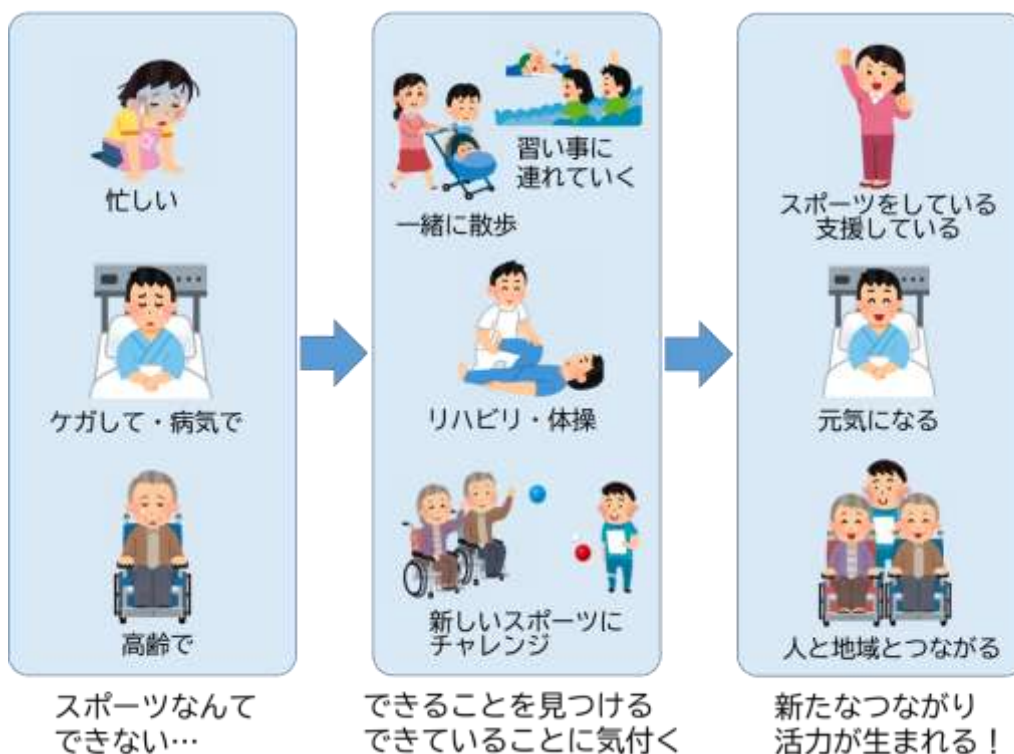 忙しい
ケガして・病気で
高齢で
スポーツなんて
できない…
習い事に
連れていく
一緒に散歩
リハビリ・体操
新しいスポーツに
チャレンジ
できることを見つける
できていることに気付く
スポーツをしている
支援している
元気になる
人と地域とつながる
新たなつながり
活力が生まれる！